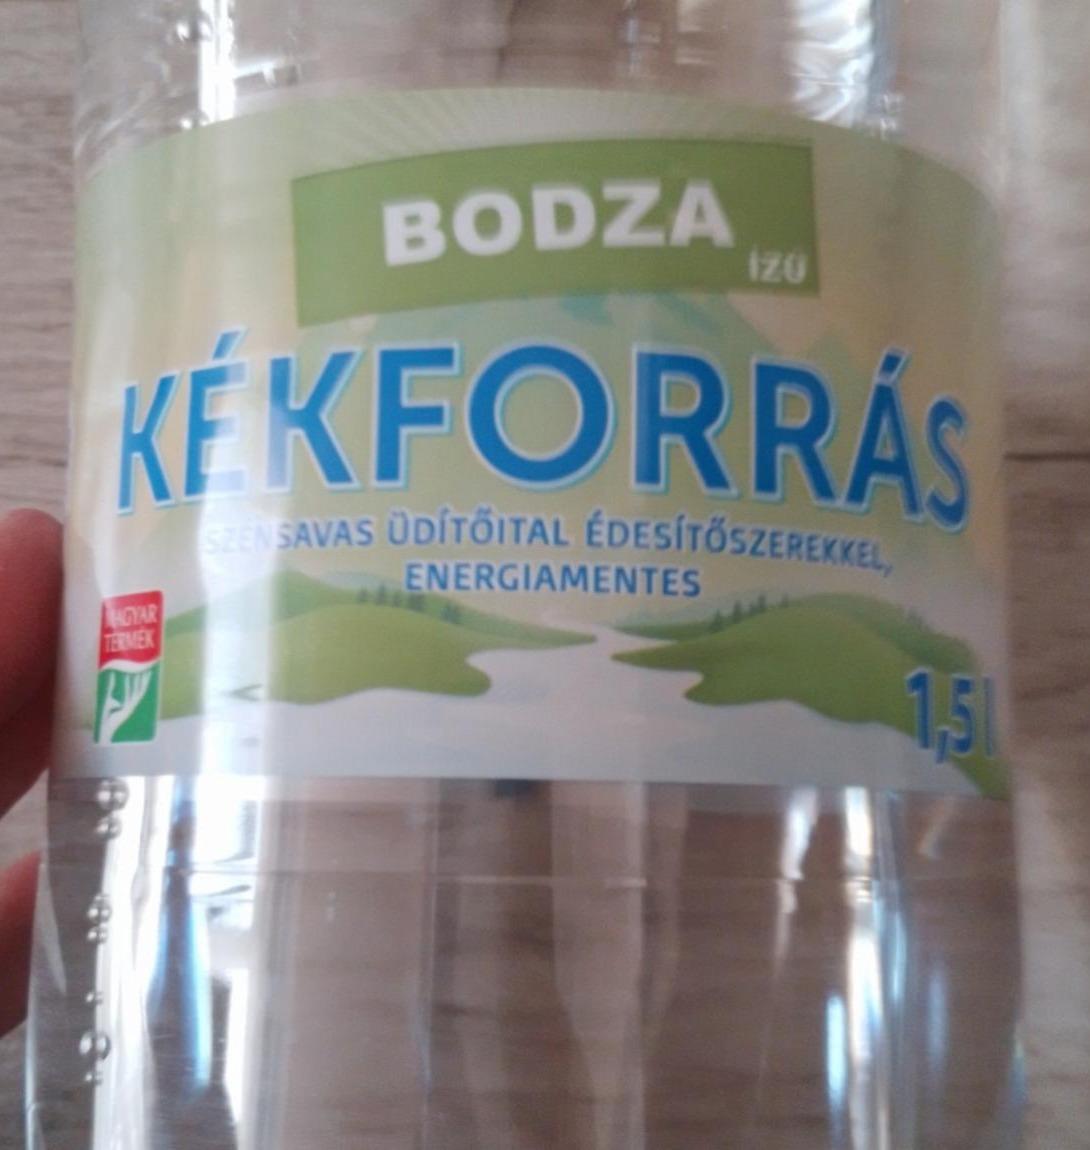 BODZA
ÍZŰ
KÉKFORRÁS
SZÉNSAVAS ÜDÍTŐITAL ÉDESÍTŐSZEREKKEL,
ENERGIAMENTES
MAGYAR
TERMÉK
1,5 l